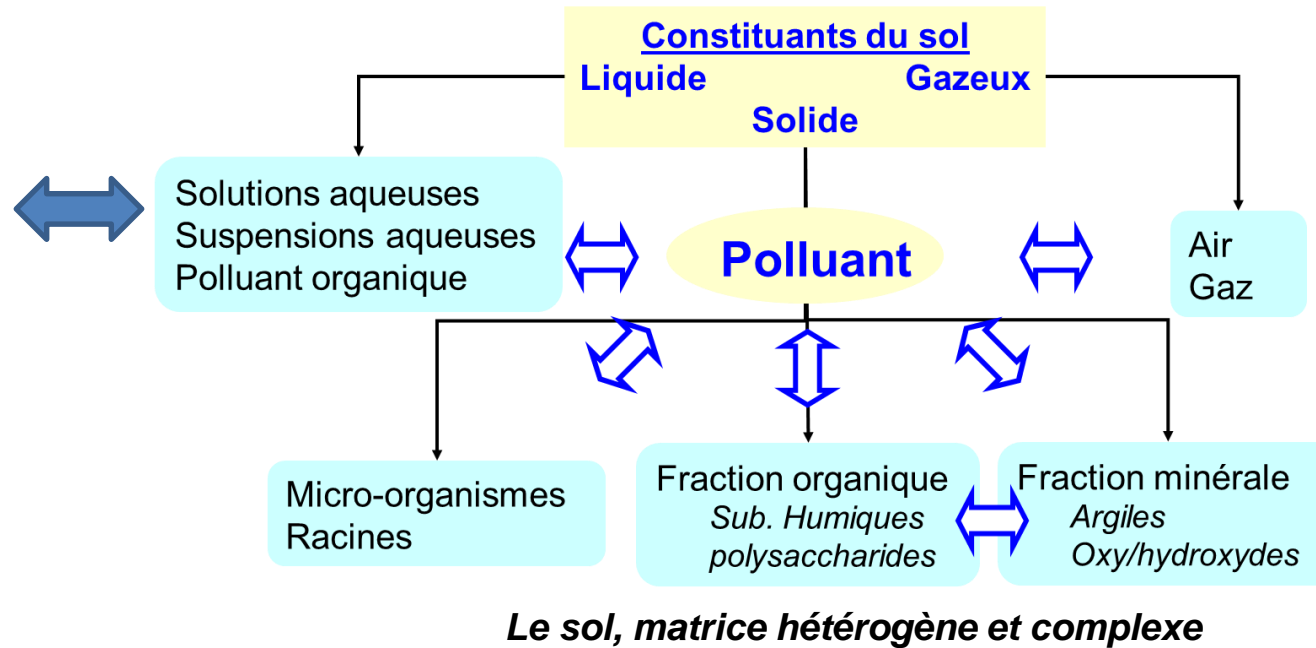 Constituants du sol
Liquide Gazeux
Solide
Solutions aqueuses
Suspensions aqueuses
Polluant organique
Polluant
Air
Gaz
Micro-organismes
Racines
Fraction organique
Sub. Humiques
polysaccharides
Fraction minérale
Argiles
Oxy/hydroxydes
Le sol, matrice hétérogène et complexe